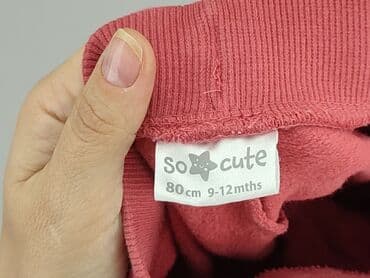 so cute
80cm 9-12mths